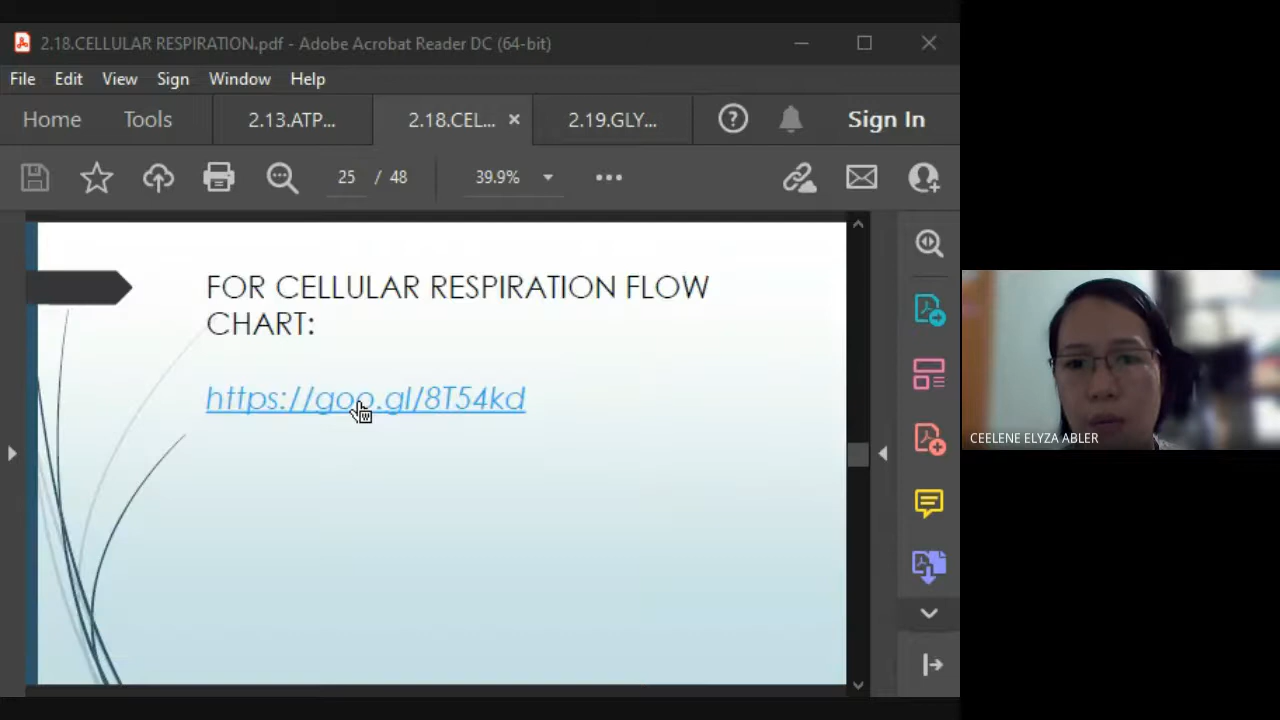 2.18.CELLULAR RESPIRATION.pdf - Adobe Acrobat Reader DC (64-bit)
File Edit View Sign Window Help
Home Tools 2.13.ATP... 2.18.CEL... 2.19.GLY... Sign In
25 / 48 39.9%
FOR CELLULAR RESPIRATION FLOW
CHART:
https://goo.gl/8T54kd
CEELENE ELYZA ABLER